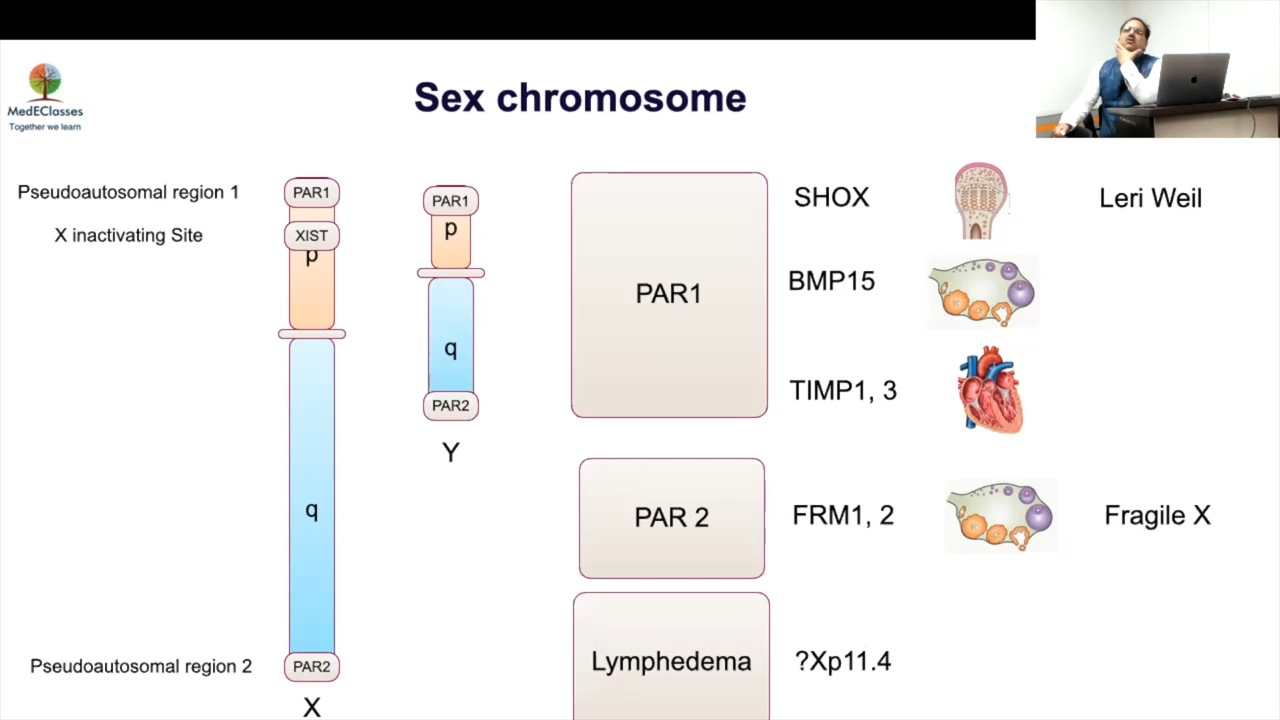 MedEClasses
Together we learn
Sex chromosome
Pseudoautosomal region 1
X inactivating Site
PAR1
XIST
p
q
PAR2
Pseudoautosomal region 2
X
PAR1
p
q
PAR2
Y
PAR1
SHOX
Leri Weil
BMP15
TIMP1, 3
PAR 2
FRM1, 2
Fragile X
Lymphedema
?Xp11.4